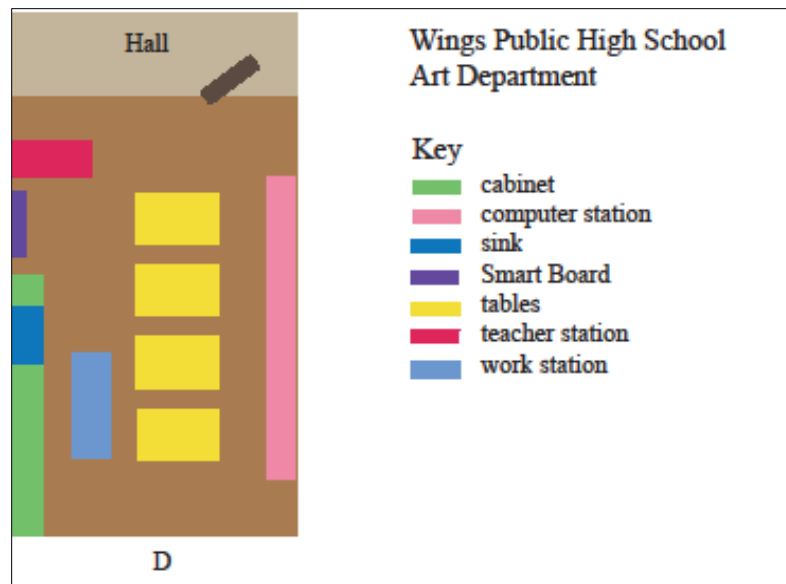 Hall
Wings Public High School
Art Department
Key
cabinet
computer station
sink
Smart Board
tables
teacher station
work station
D